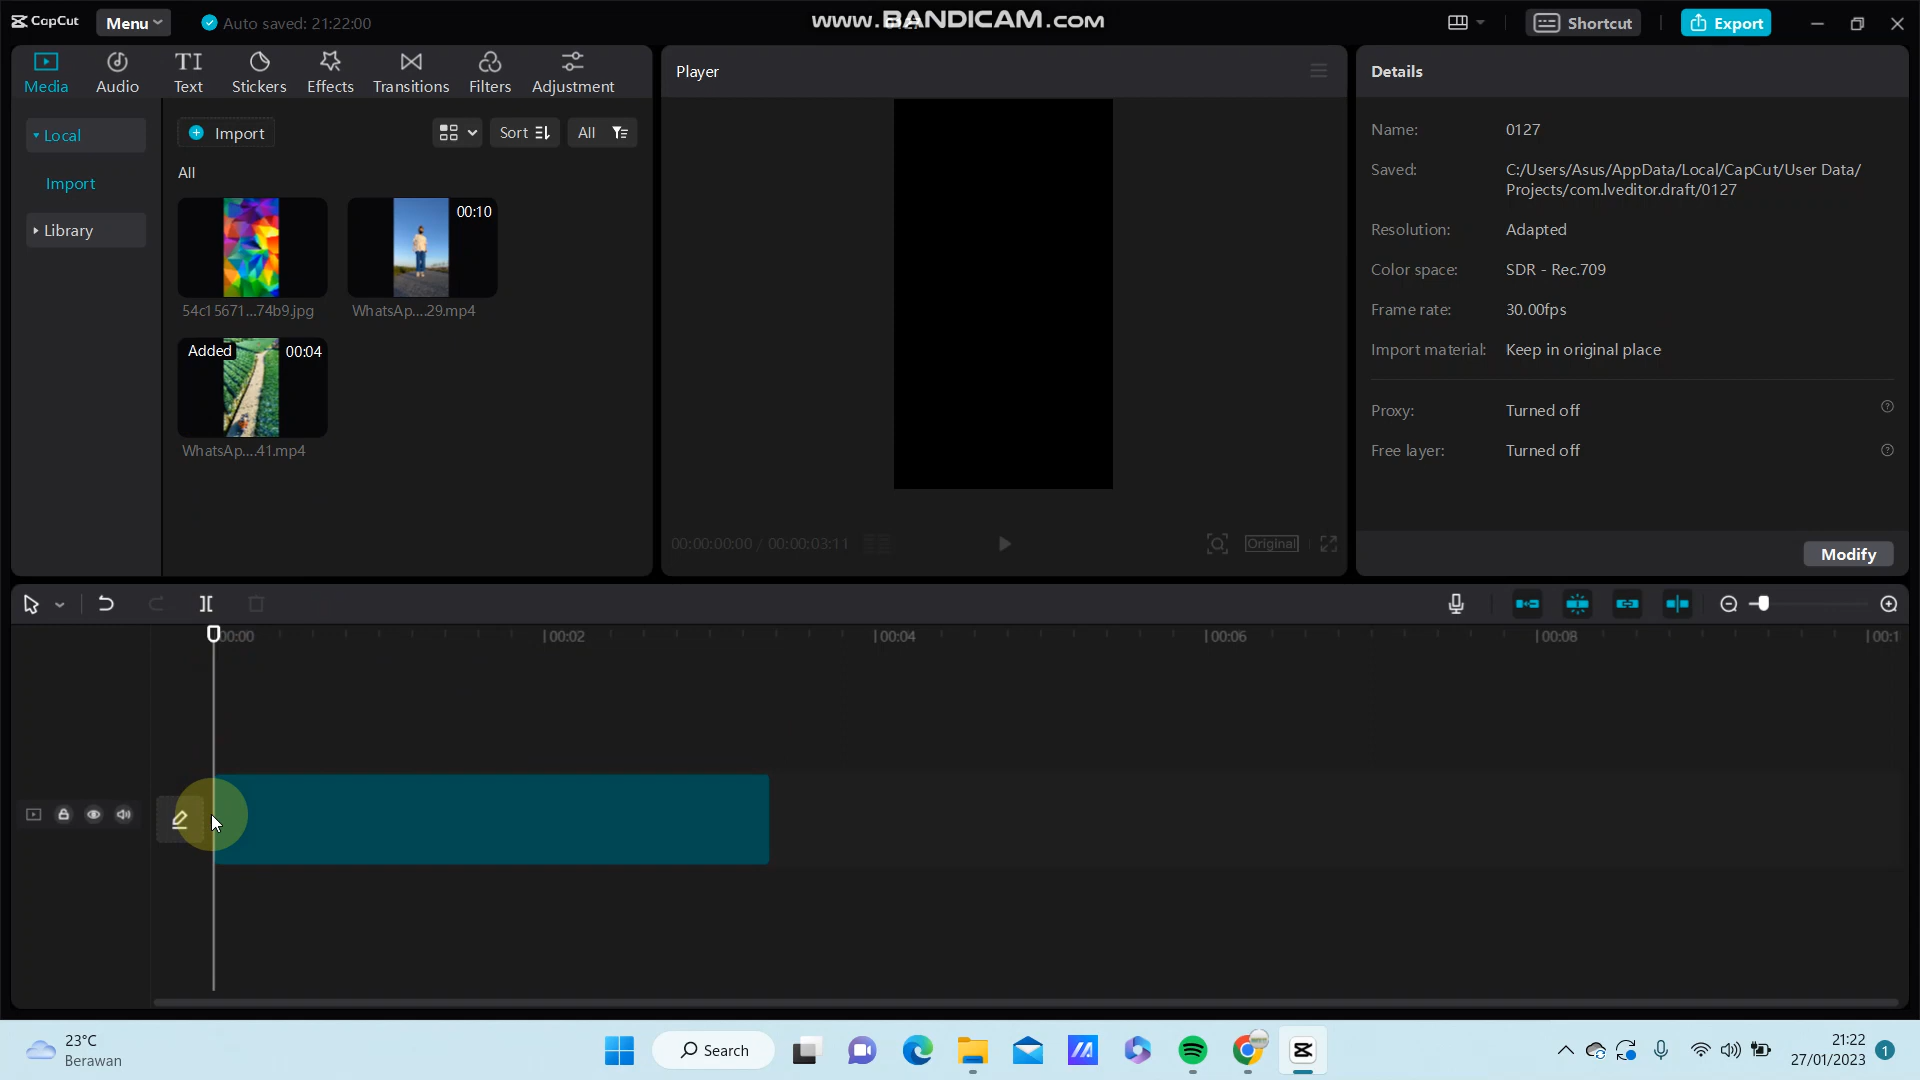 CapCut
Menu
Auto saved: 21:22:00
www.BANDICAM.com
Shortcut
Export
Media
Audio
Text
Stickers
Effects
Transitions
Filters
Adjustment
Player
Details
Local
Import
Sort
All
Import
All
Library
00:10
54c15671...74b9.jpg
WhatsAp....29.mp4
Added
00:04
WhatsAp....41.mp4
00:00:00:00 / 00:00:03:11
Original
Name:
0127
Saved:
C:/Users/Asus/AppData/Local/CapCut/User Data/
Projects/com.lveditor.draft/0127
Resolution:
Adapted
Color space:
SDR - Rec.709
Frame rate:
30.00fps
Import material:
Keep in original place
Proxy:
Turned off
Free layer:
Turned off
Modify
00:00
00:02
00:04
00:06
00:08
00:1
23°C
Berawan
Search
21:22
27/01/2023
1